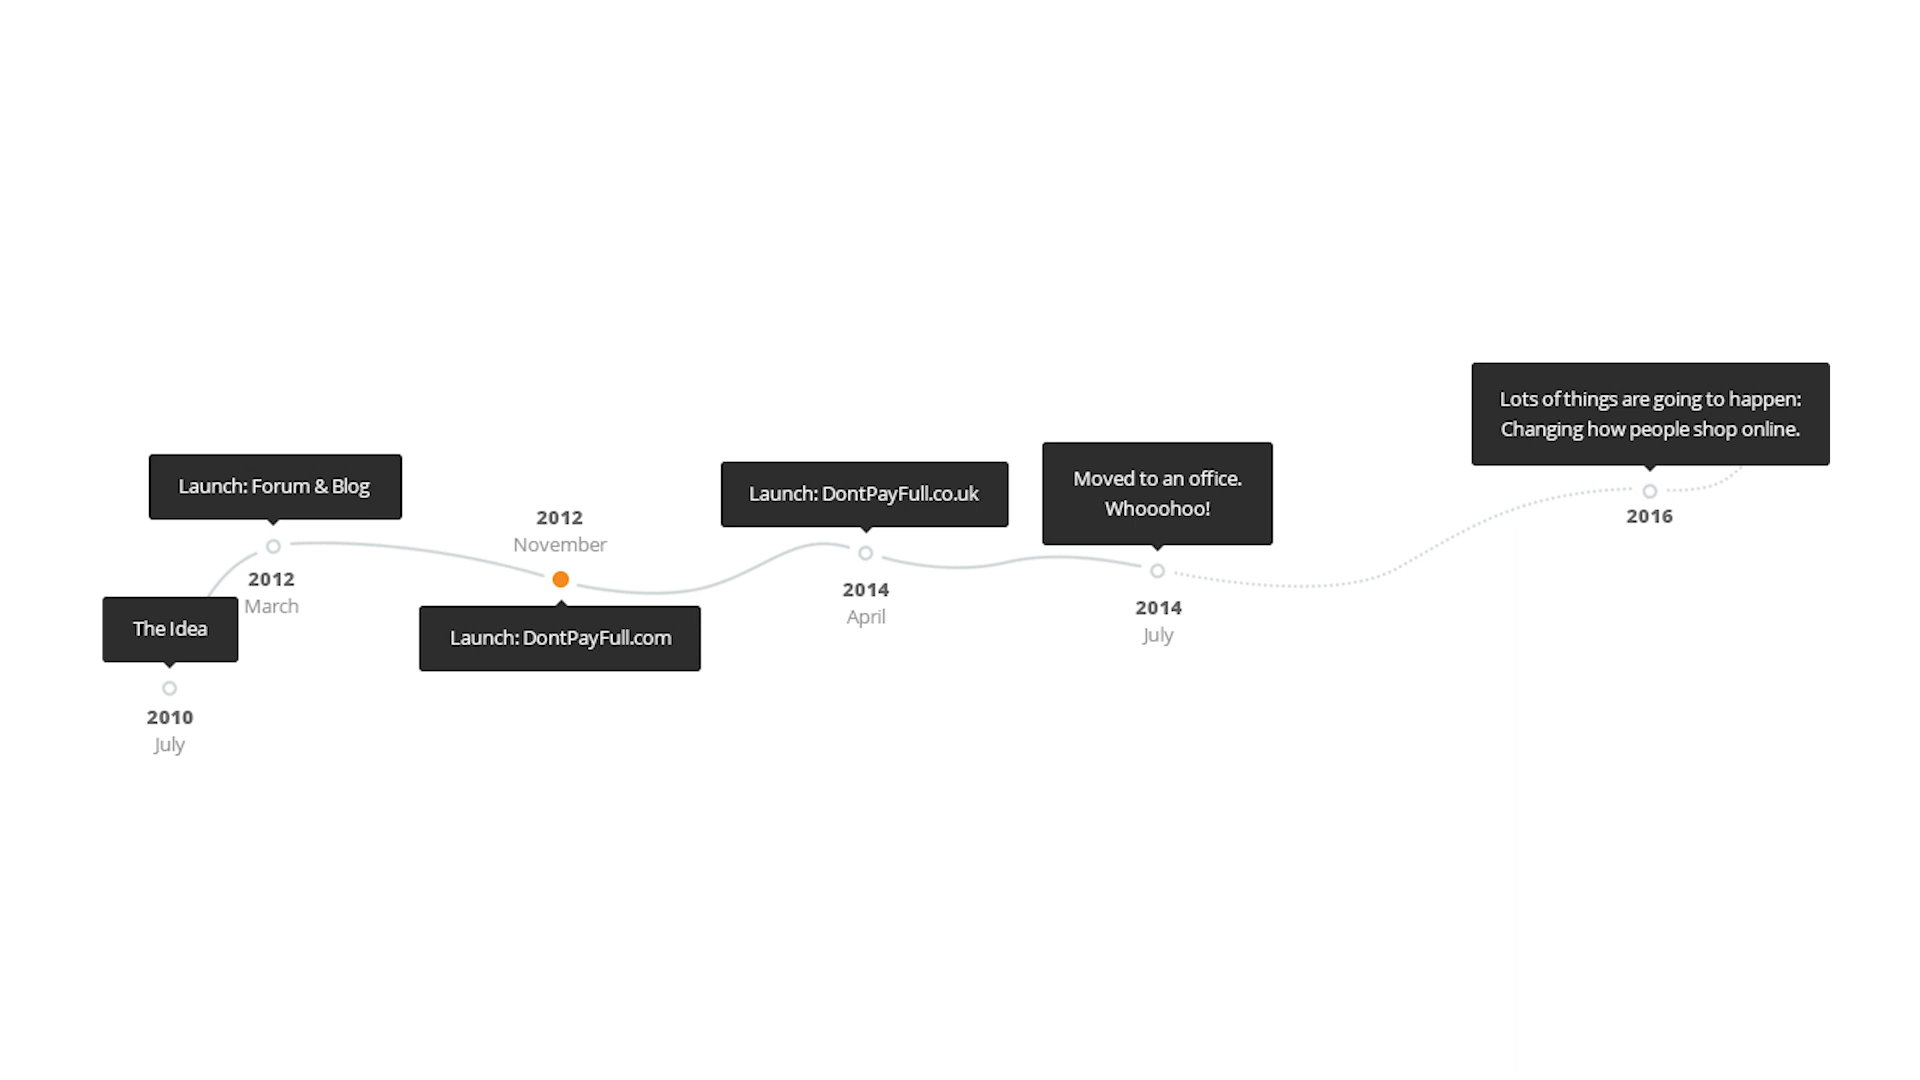 The Idea
2010
July
Launch: Forum & Blog
2012
March
2012
November
Launch: DontPayFull.com
Launch: DontPayFull.co.uk
2014
April
Moved to an office.
Whooohoo!
2014
July
Lots of things are going to happen:
Changing how people shop online.
2016